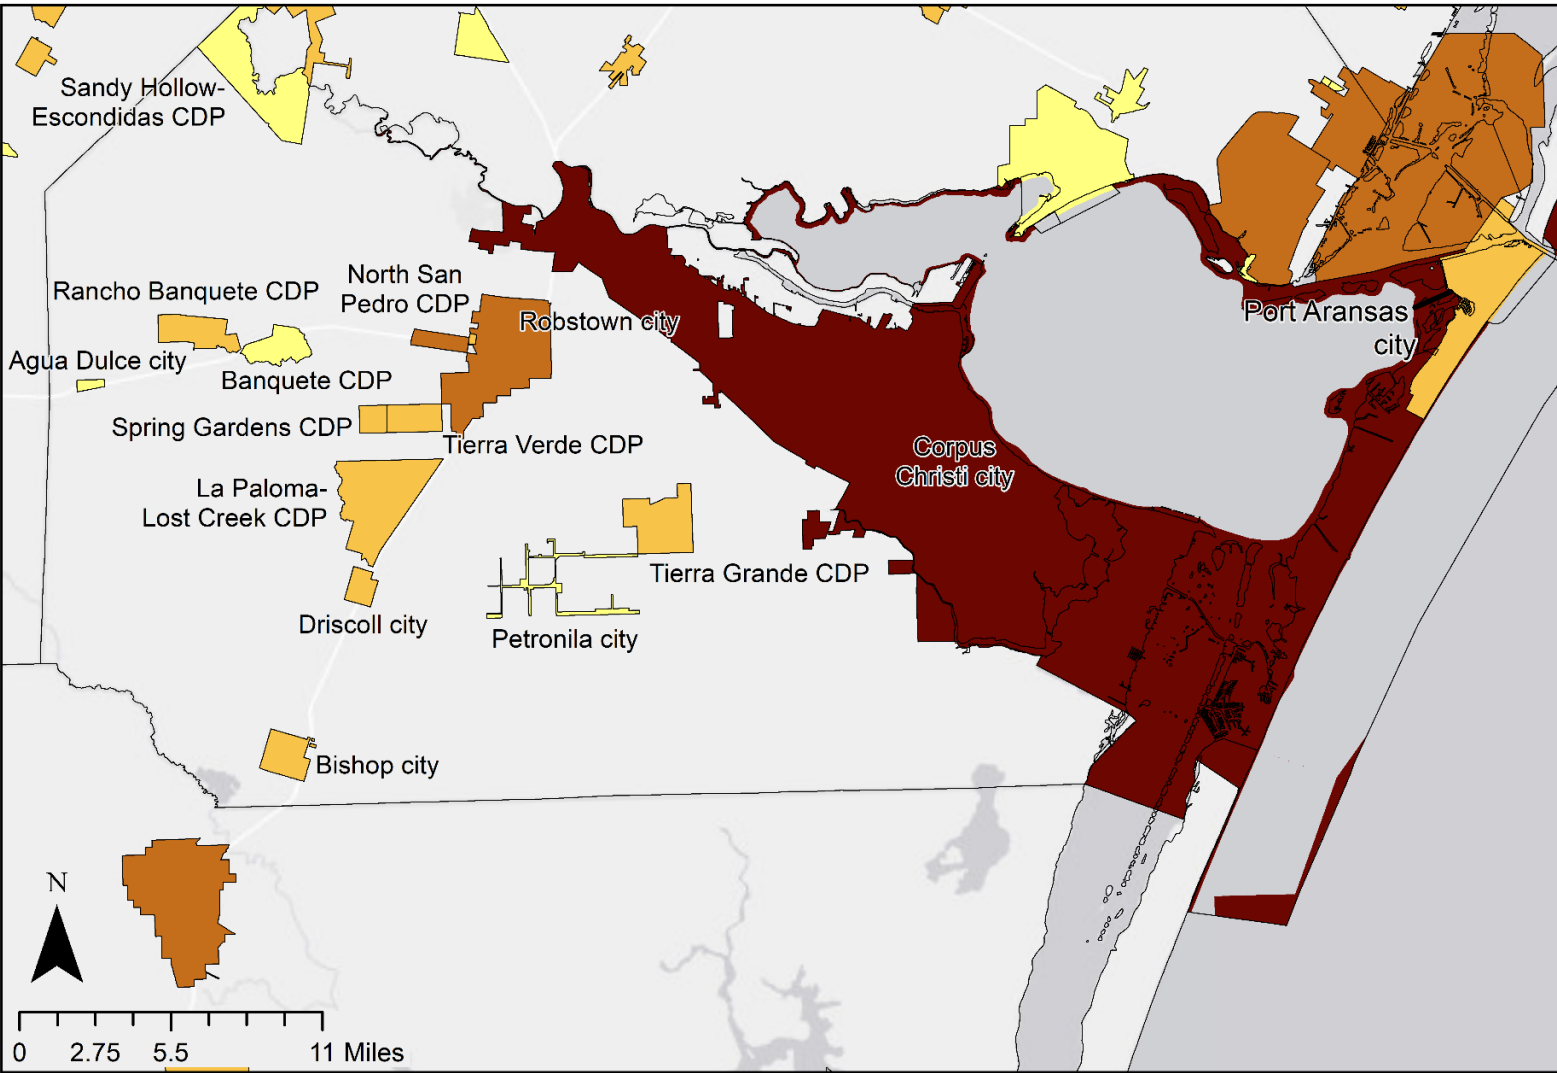 Sandy Hollow-
Escondidas CDP
North San
Pedro CDP
Rancho Banquete CDP
Robstown city
Port Aransas
city
Agua Dulce city
Banquete CDP
Spring Gardens CDP
Tierra Verde CDP
Corpus
Christi city
La Paloma-
Lost Creek CDP
Tierra Grande CDP
Driscoll city
Petronila city
Bishop city
N
0 2.75 5.5 11 Miles